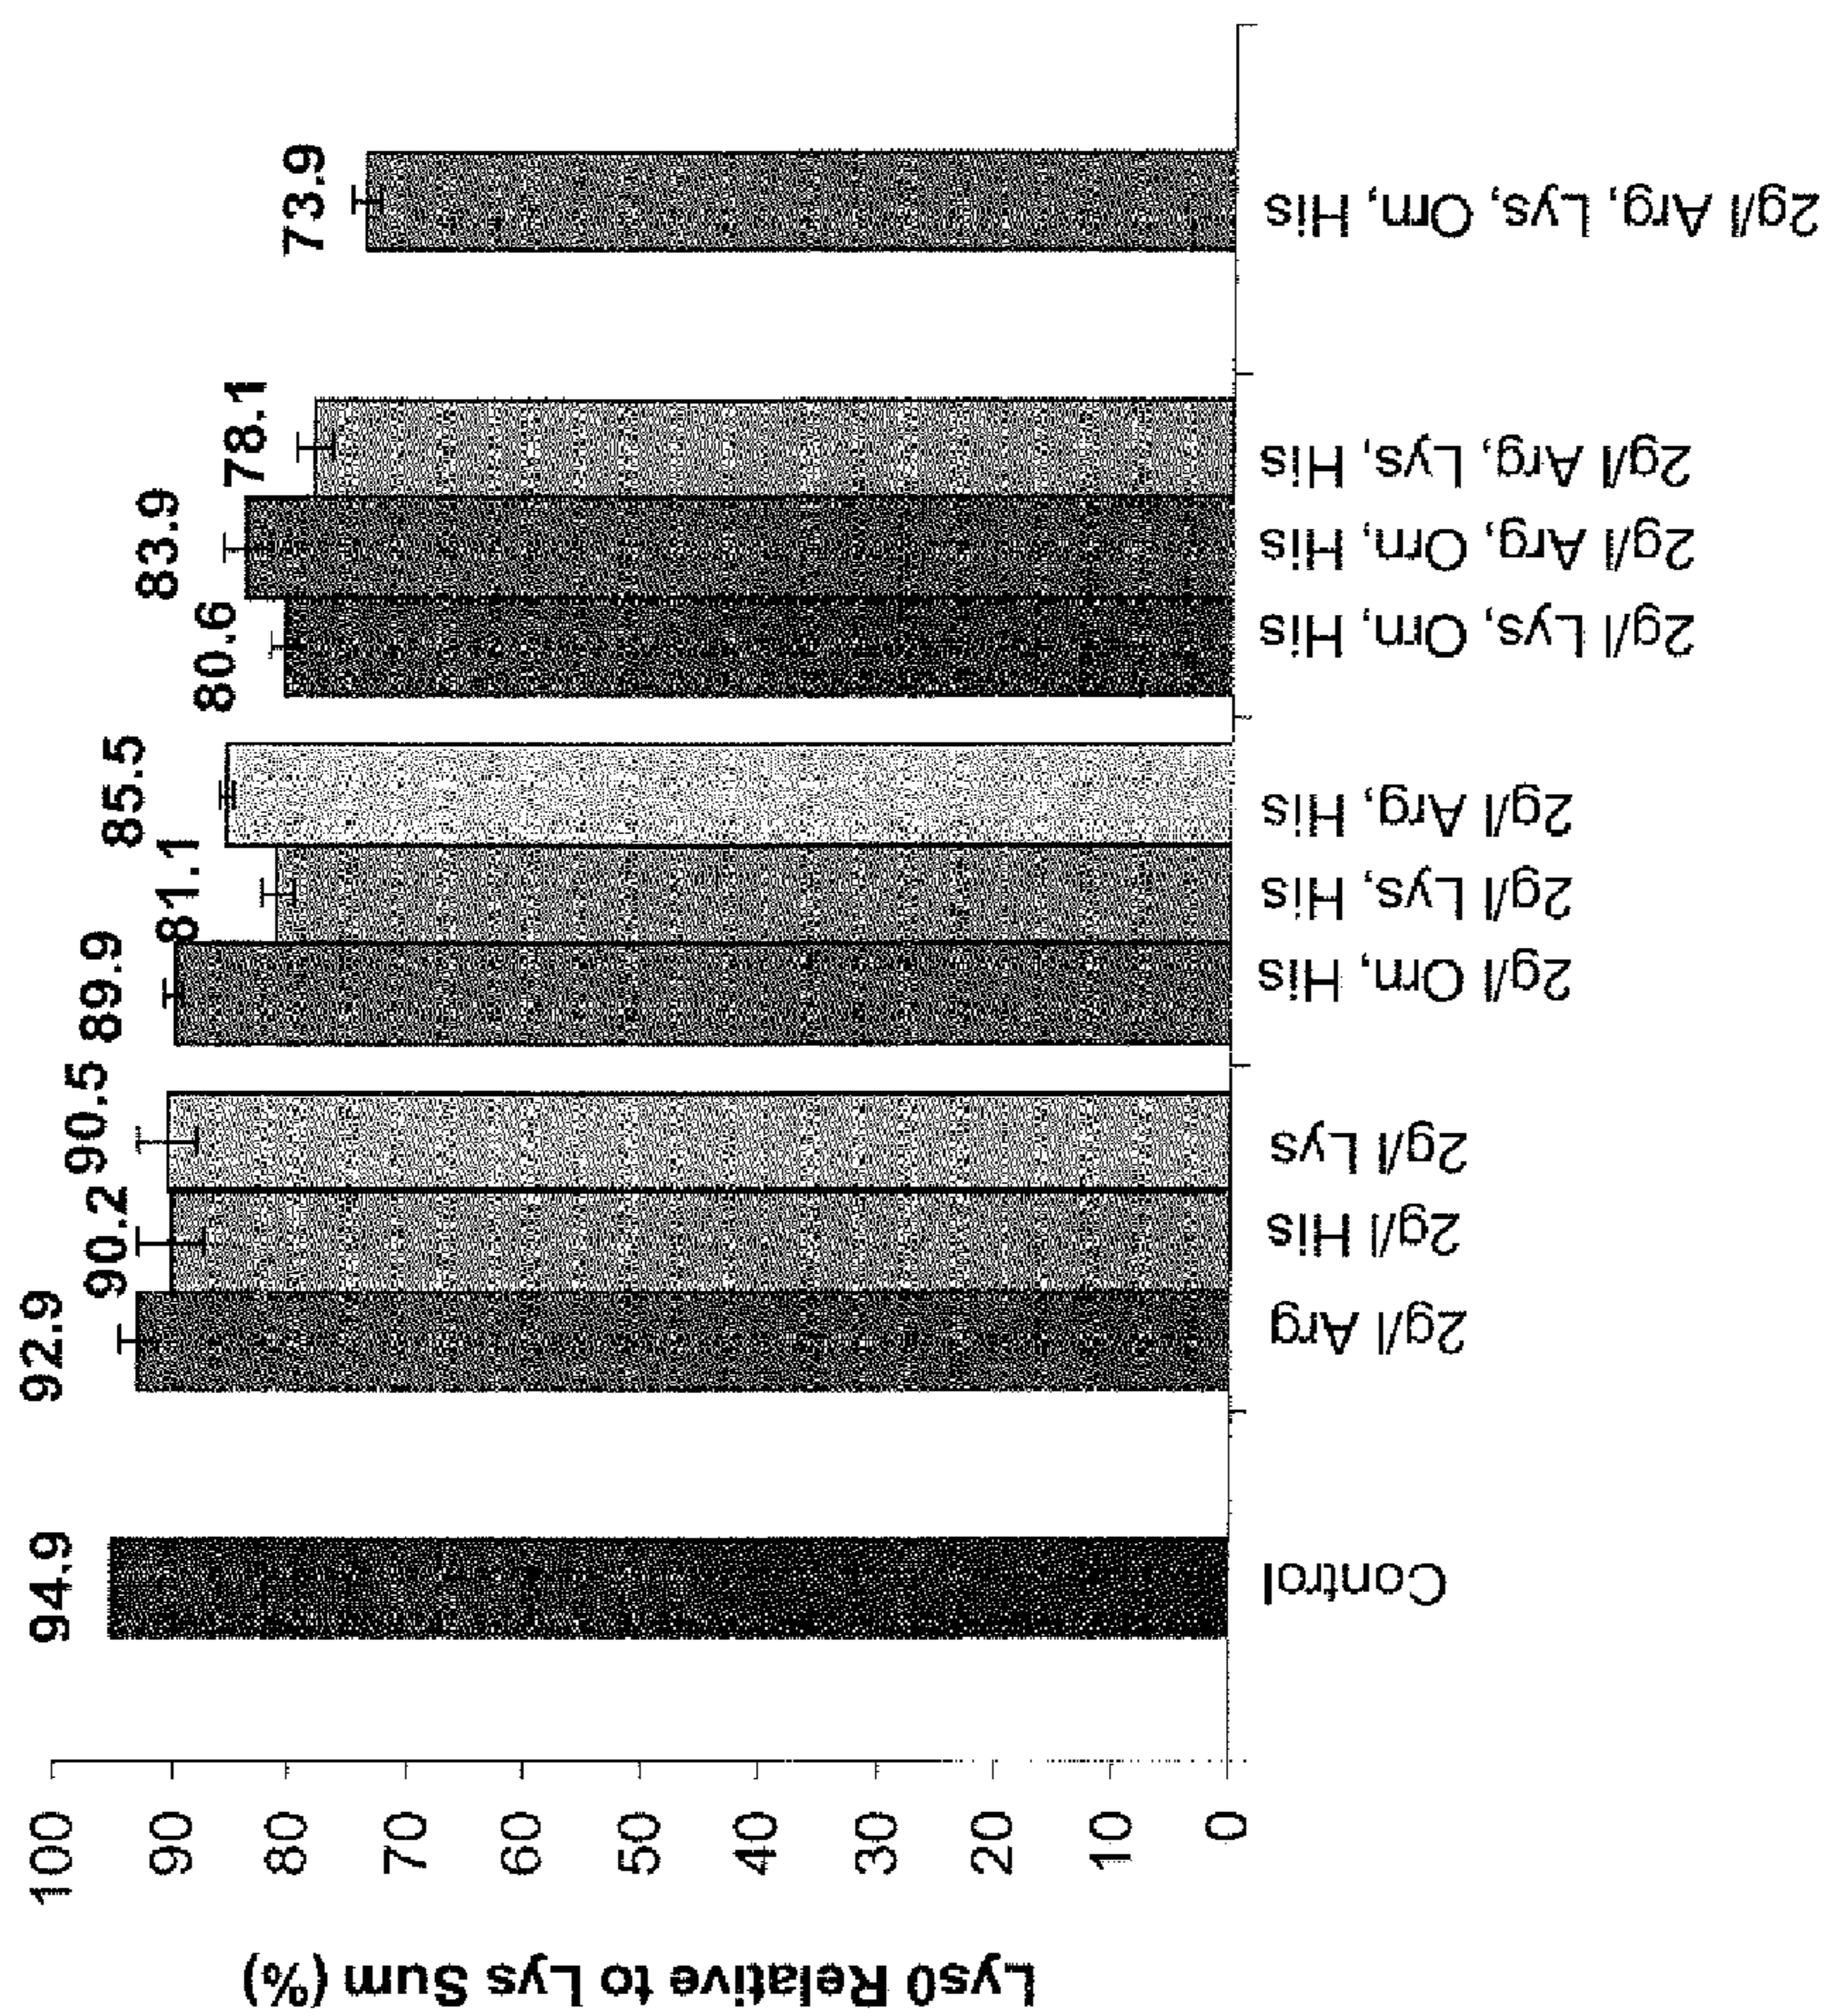 Lys0 Relative to Lys Sum (%)
100
90
80
70
60
50
40
30
20
10
0
94.9
92.9
90.2
90.5
89.9
81.1
85.5
80.6
83.9
78.1
73.9
Control
2g/l Arg
2g/l His
2g/l Lys
2g/l Orn, His
2g/l Lys, His
2g/l Arg, His
2g/l Lys, Orn, His
2g/l Arg, Orn, His
2g/l Arg, Lys, His
2g/l Arg, Lys, Orn, His